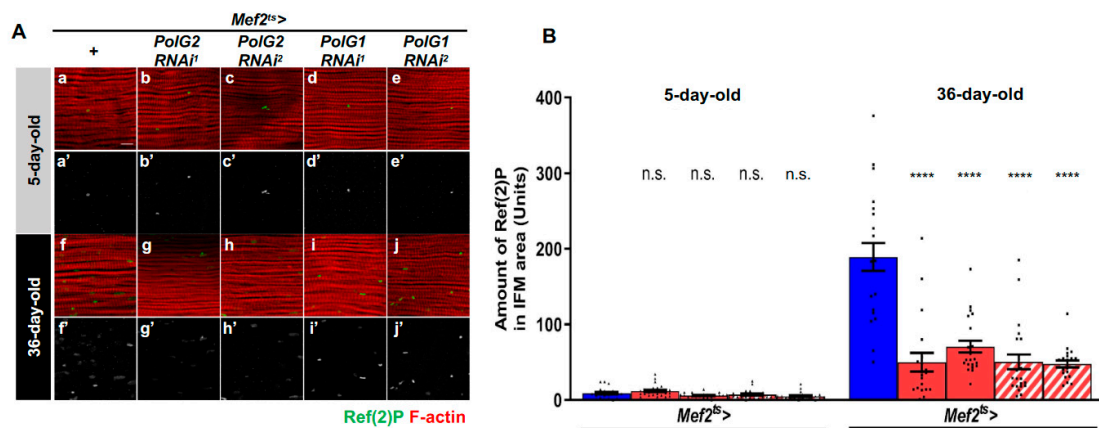 A
Mef2ts>
+
PolG2 RNAi1
PolG2 RNAi2
PolG1 RNAi1
PolG1 RNAi2
5-day-old
a
b
c
d
e
a’
b’
c’
d’
e’
36-day-old
f
g
h
i
j
f’
g’
h’
i’
j’
Ref(2)P F-actin
B
5-day-old
36-day-old
Amount of Ref(2)P
in IFM area (Units)
400
300
200
100
0
n.s.
n.s.
n.s.
n.s.
****
****
****
****
Mef2ts>
Mef2ts>